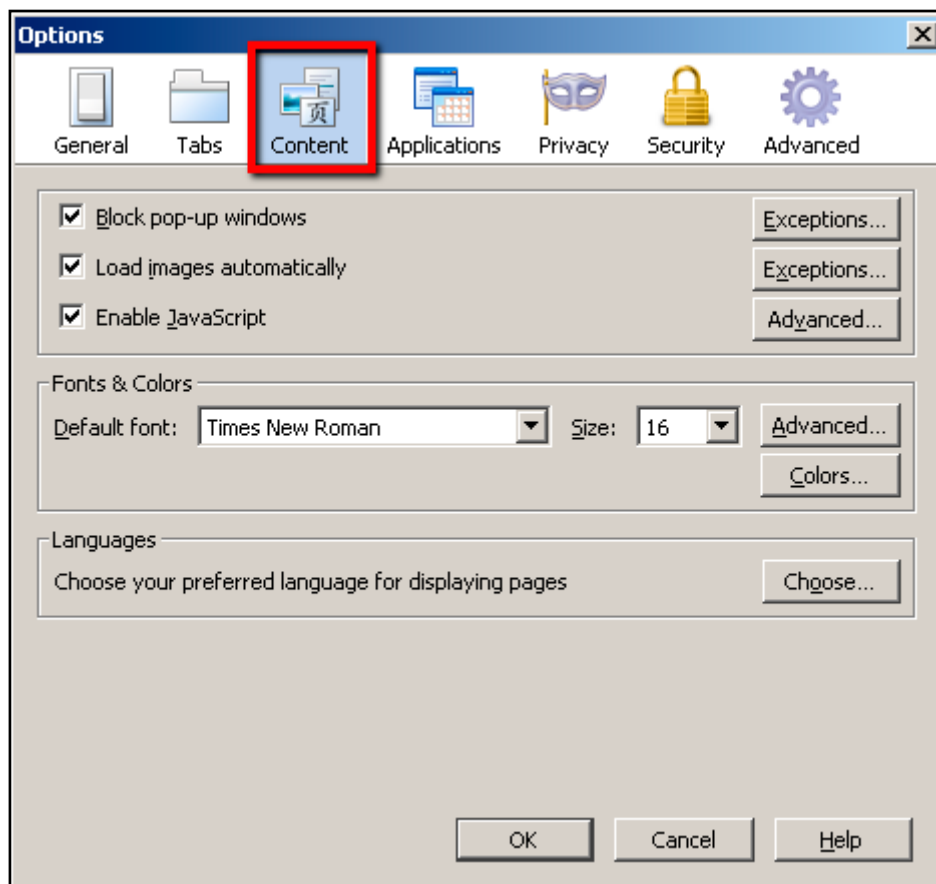 Options
General Tabs Content Applications Privacy Security Advanced
页
Block pop-up windows Exceptions...
Load images automatically Exceptions...
Enable JavaScript Advanced...
Fonts & Colors
Default font: Times New Roman Size: 16 Advanced...
Colors...
Languages
Choose your preferred language for displaying pages Choose...
OK Cancel Help